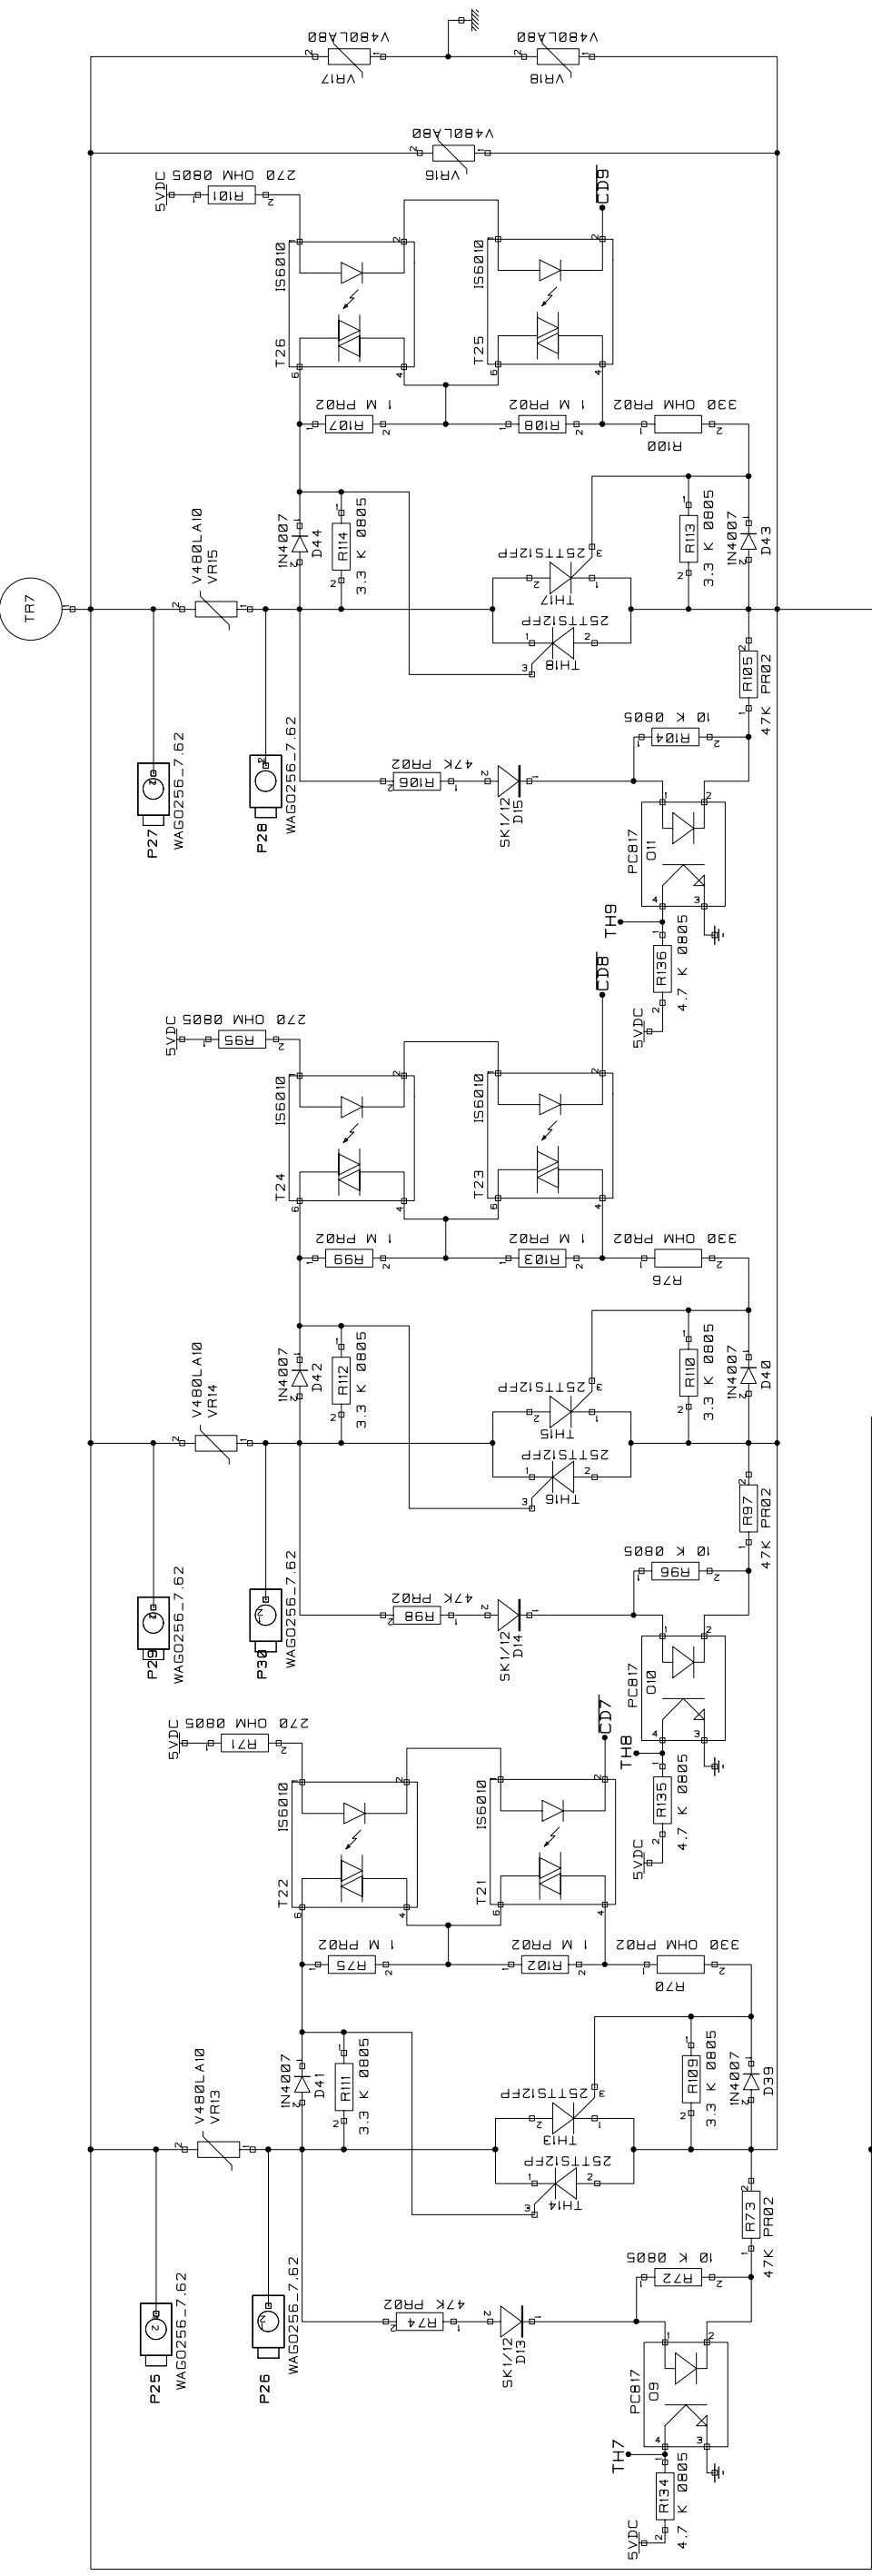 V480LA80
VR17
V480LA80
VR18
V480LA80
VR16
5VDC
R101
270 OHM 0805
IS6010
T26
IS6010
T25
CD9
R107
1 M PR02
R108
1 M PR02
R100
330 OHM PR02
1N4007
D44
R114
3.3 K 0805
25TTS12FP
TH17
25TTS12FP
TH18
R113
3.3 K 0805
1N4007
D43
TR7
V480LA10
VR15
P27
WAGO256_7.62
P28
WAGO256_7.62
R106
47K PR02
SK1/12
D15
R104
10 K 0805
R105
47K PR02
PC817
O11
TH9
R136
4.7 K 0805
5VDC
5VDC
R95
270 OHM 0805
IS6010
T24
IS6010
T23
CD8
R99
1 M PR02
R103
1 M PR02
R76
330 OHM PR02
1N4007
D42
R112
3.3 K 0805
25TTS12FP
TH15
25TTS12FP
TH16
R110
3.3 K 0805
1N4007
D40
V480LA10
VR14
P29
WAGO256_7.62
P30
WAGO256_7.62
R98
47K PR02
SK1/12
D14
R96
10 K 0805
R97
47K PR02
PC817
O10
TH8
R135
4.7 K 0805
5VDC
5VDC
R71
270 OHM 0805
IS6010
T22
IS6010
T21
CD7
R75
1 M PR02
R102
1 M PR02
R70
330 OHM PR02
1N4007
D41
R111
3.3 K 0805
25TTS12FP
TH13
25TTS12FP
TH14
R109
3.3 K 0805
1N4007
D39
V480LA10
VR13
P25
WAGO256_7.62
P26
WAGO256_7.62
R74
47K PR02
SK1/12
D13
R72
10 K 0805
R73
47K PR02
PC817
O9
TH7
R134
4.7 K 0805
5VDC